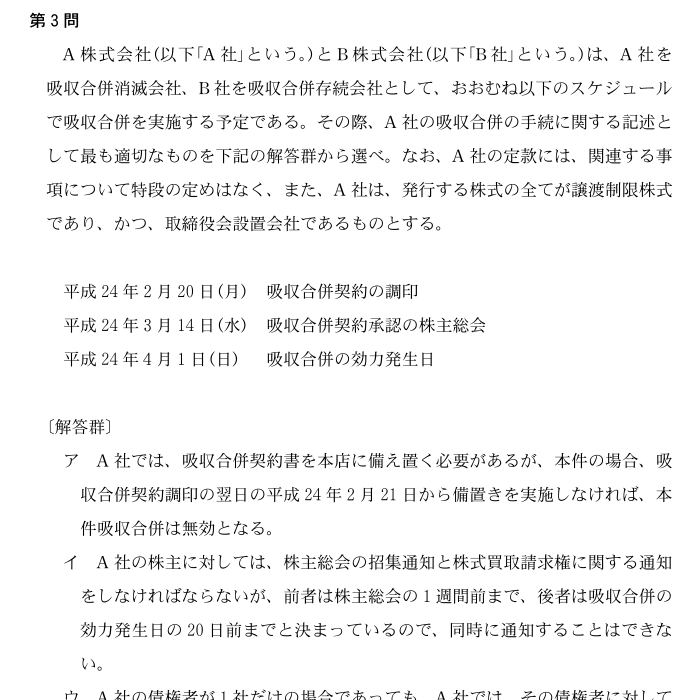 第 3 問
A 株式会社(以下「A 社」という。)と B 株式会社(以下「B 社」という。)は、A 社を
吸収合併消滅会社、B 社を吸収合併存続会社として、おおむね以下のスケジュール
で吸収合併を実施する予定である。その際、A 社の吸収合併の手続に関する記述と
して最も適切なものを下記の解答群から選べ。なお、A 社の定款には、関連する事
項について特段の定めはなく、また、A 社は、発行する株式の全てが譲渡制限株式
であり、かつ、取締役会設置会社であるものとする。
平成 24 年 2 月 20 日(月) 吸収合併契約の調印
平成 24 年 3 月 14 日(水) 吸収合併契約承認の株主総会
平成 24 年 4 月 1 日(日) 吸収合併の効力発生日
〔解答群〕
ア A 社では、吸収合併契約書を本店に備え置く必要があるが、本件の場合、吸
収合併契約調印の翌日の平成 24 年 2 月 21 日から備置きを実施しなければ、本
件吸収合併は無効となる。
イ A 社の株主に対しては、株主総会の招集通知と株式買取請求権に関する通知
をしなければならないが、前者は株主総会の 1 週間前まで、後者は吸収合併の
効力発生日の 20 日前までと決まっているので、同時に通知することはできな
い。
ウ A 社の債権者が 1 社だけの場合であっても、A 社では、その債権者に対して